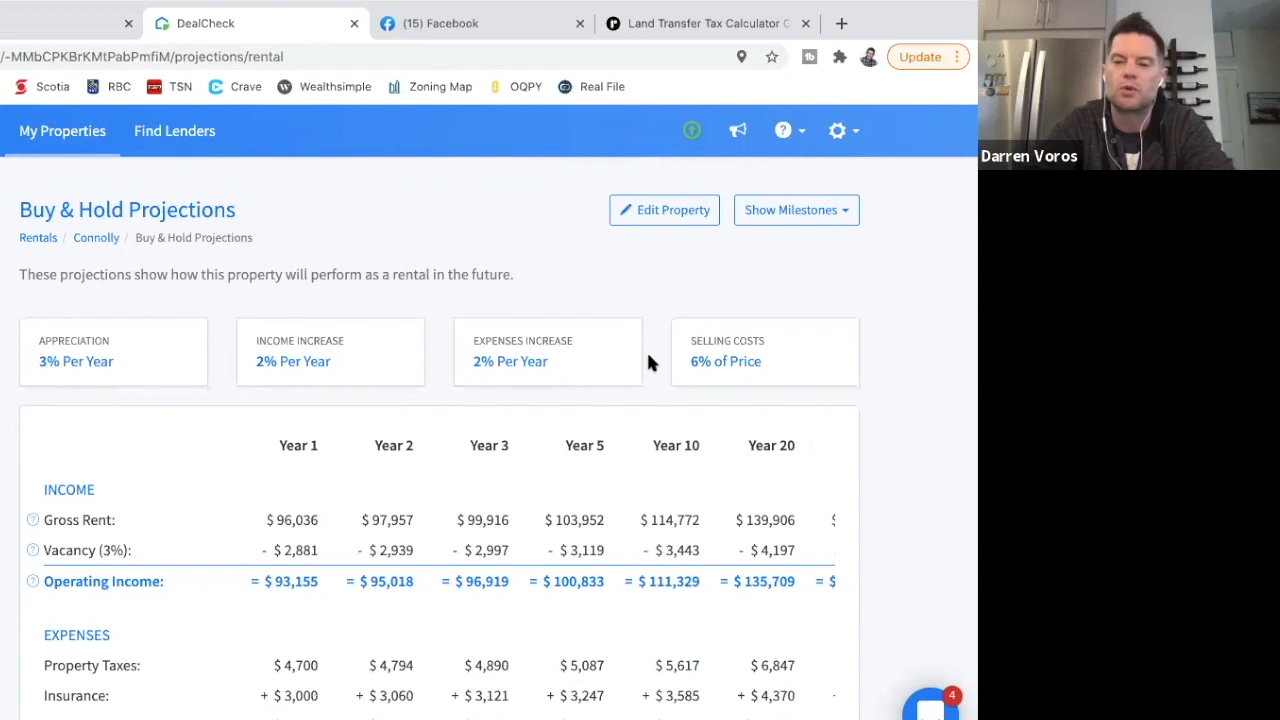 DealCheck
(15) Facebook
Land Transfer Tax Calculator C
/-MMbCPKBrKMtPabPmfiM/projections/rental
Update
Scotia RBC TSN Crave Wealthsimple Zoning Map OQPY Real File
Darren Voros
My Properties Find Lenders
Buy & Hold Projections
Edit Property
Show Milestones
Rentals / Connolly / Buy & Hold Projections
These projections show how this property will perform as a rental in the future.
APPRECIATION
3% Per Year
INCOME INCREASE
2% Per Year
EXPENSES INCREASE
2% Per Year
SELLING COSTS
6% of Price
Year 1 Year 2 Year 3 Year 5 Year 10 Year 20
INCOME
Gross Rent: $ 96,036 $ 97,957 $ 99,916 $ 103,952 $ 114,772 $ 139,906 $
Vacancy (3%): - $ 2,881 - $ 2,939 - $ 2,997 - $ 3,119 - $ 3,443 - $ 4,197
Operating Income: = $ 93,155 = $ 95,018 = $ 96,919 = $ 100,833 = $ 111,329 = $ 135,709 = $
EXPENSES
Property Taxes: $ 4,700 $ 4,794 $ 4,890 $ 5,087 $ 5,617 $ 6,847
Insurance: + $ 3,000 + $ 3,060 + $ 3,121 + $ 3,247 + $ 3,585 + $ 4,370
4